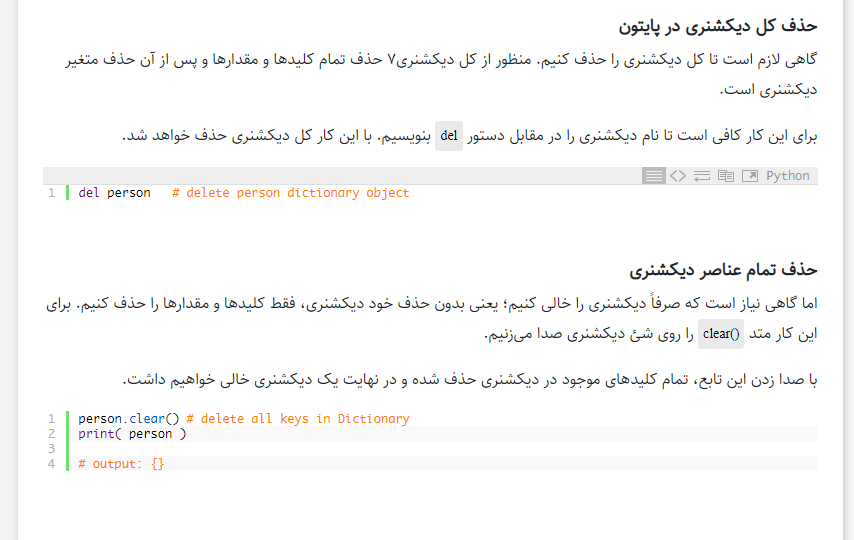 حذف کل دیکشنری در پایتون
گاهی لازم است تا کل دیکشنری را حذف کنیم. منظور از کل دیکشنری۷ حذف تمام کلیدها و مقدارها و پس از آن حذف متغیر
دیکشنری است.
برای این کار کافی است تا نام دیکشنری را در مقابل دستور del بنویسیم. با این کار کل دیکشنری حذف خواهد شد.
Python
1 del person # delete person dictionary object
حذف تمام عناصر دیکشنری
اما گاهی نیاز است که صرفاً دیکشنری را خالی کنیم؛ یعنی بدون حذف خود دیکشنری، فقط کلیدها و مقدارها را حذف کنیم. برای
این کار متد clear() را روی شئ دیکشنری صدا می‌زنیم.
با صدا زدن این تابع، تمام کلیدهای موجود در دیکشنری حذف شده و در نهایت یک دیکشنری خالی خواهیم داشت.
1 person.clear() # delete all keys in Dictionary
2 print( person )
3
4 # output: {}